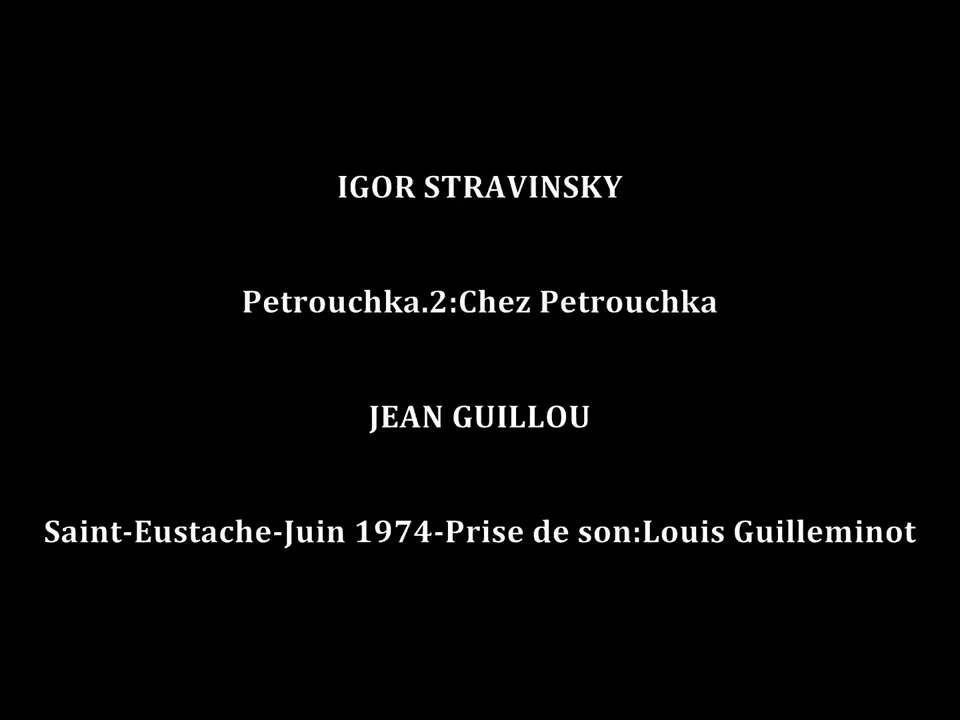 IGOR STRAVINSKY
Petrouchka.2:Chez Petrouchka
JEAN GUILLOU
Saint-Eustache-Juin 1974-Prise de son:Louis Guilleminot